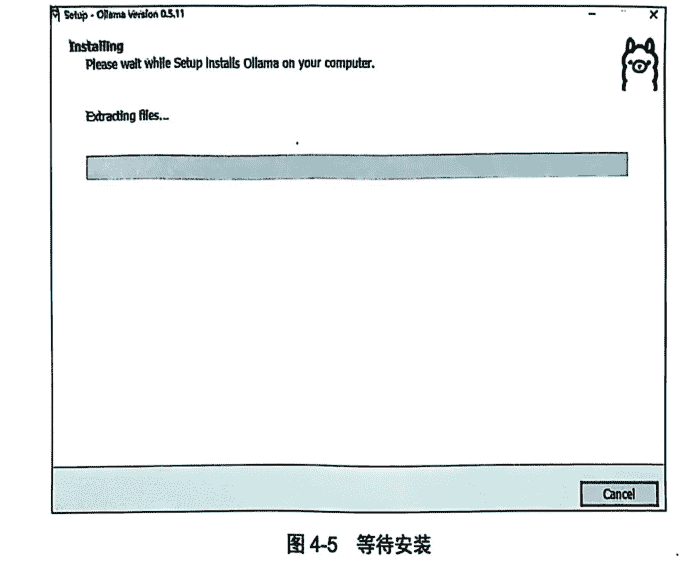 Setup - Ollama Version 0.5.11
Installing
Please wait while Setup installs Ollama on your computer.
Extracting files...
Cancel
图 4-5 等待安装